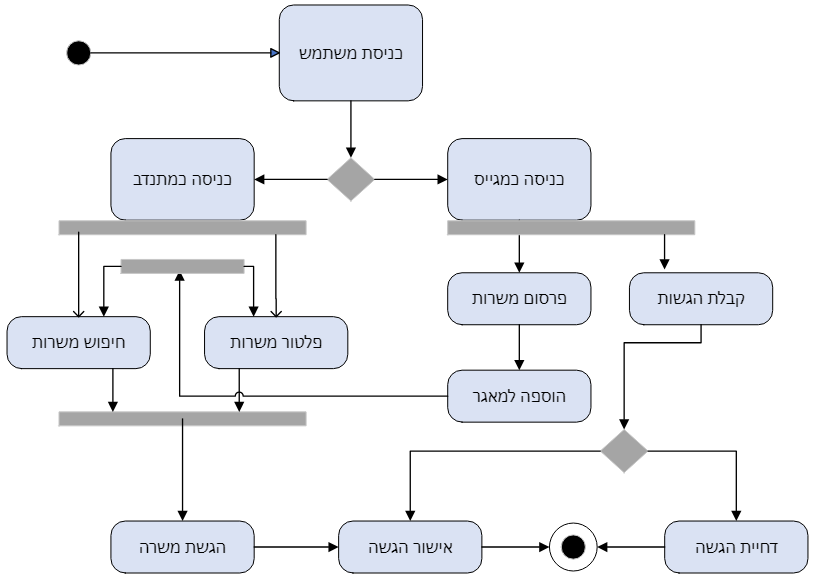 כניסת משתמש
כניסה כמגייס
כניסה כמתנדב
קבלת הגשות
פרסום משרות
פלטור משרות
חיפוש משרות
הוספה למאגר
דחיית הגשה
אישור הגשה
הגשת משרה